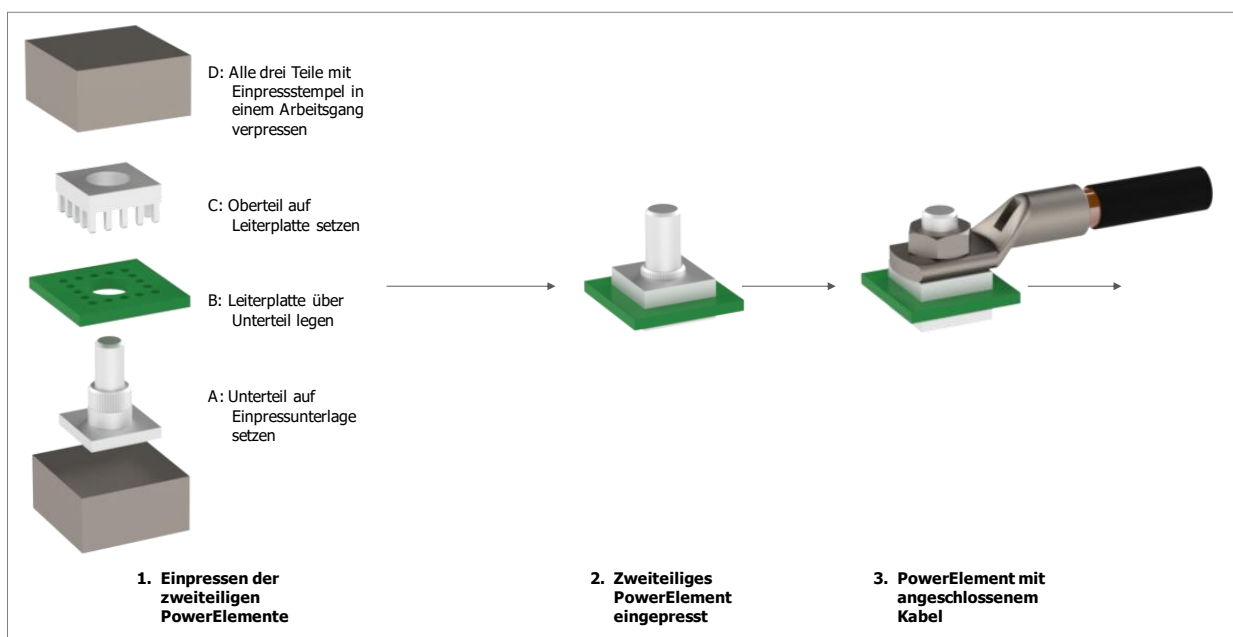 D: Alle drei Teile mit
Einpressstempel in
einem Arbeitsgang
verpressen
C: Oberteil auf
Leiterplatte setzen
B: Leiterplatte über
Unterteil legen
A: Unterteil auf
Einpressunterlage
setzen
1. Einpressen der
zweiteiligen
PowerElemente
2. Zweiteiliges
PowerElement
eingepresst
3. PowerElement mit
angeschlossenem
Kabel